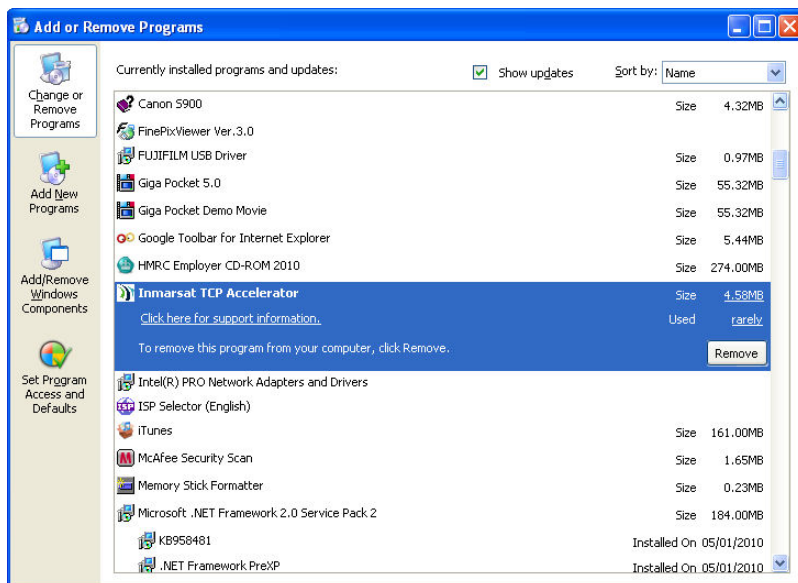 Add or Remove Programs
Change or
Remove
Programs
Add New
Programs
Add/Remove
Windows
Components
Set Program
Access and
Defaults
Currently installed programs and updates:
Show updates
Sort by: Name
Canon S900 Size 4.32MB
FinePixViewer Ver.3.0
FUJIFILM USB Driver Size 0.97MB
Giga Pocket 5.0 Size 55.32MB
Giga Pocket Demo Movie Size 55.32MB
Google Toolbar for Internet Explorer Size 5.44MB
HMRC Employer CD-ROM 2010 Size 274.00MB
Inmarsat TCP Accelerator Size 4.58MB
Click here for support information. Used rarely
To remove this program from your computer, click Remove. Remove
Intel(R) PRO Network Adapters and Drivers
ISP ISP Selector (English)
iTunes Size 161.00MB
McAfee Security Scan Size 1.65MB
Memory Stick Formatter Size 0.23MB
Microsoft .NET Framework 2.0 Service Pack 2 Size 184.00MB
KB958481 Installed On 05/01/2010
.NET Framework PreXP Installed On 05/01/2010